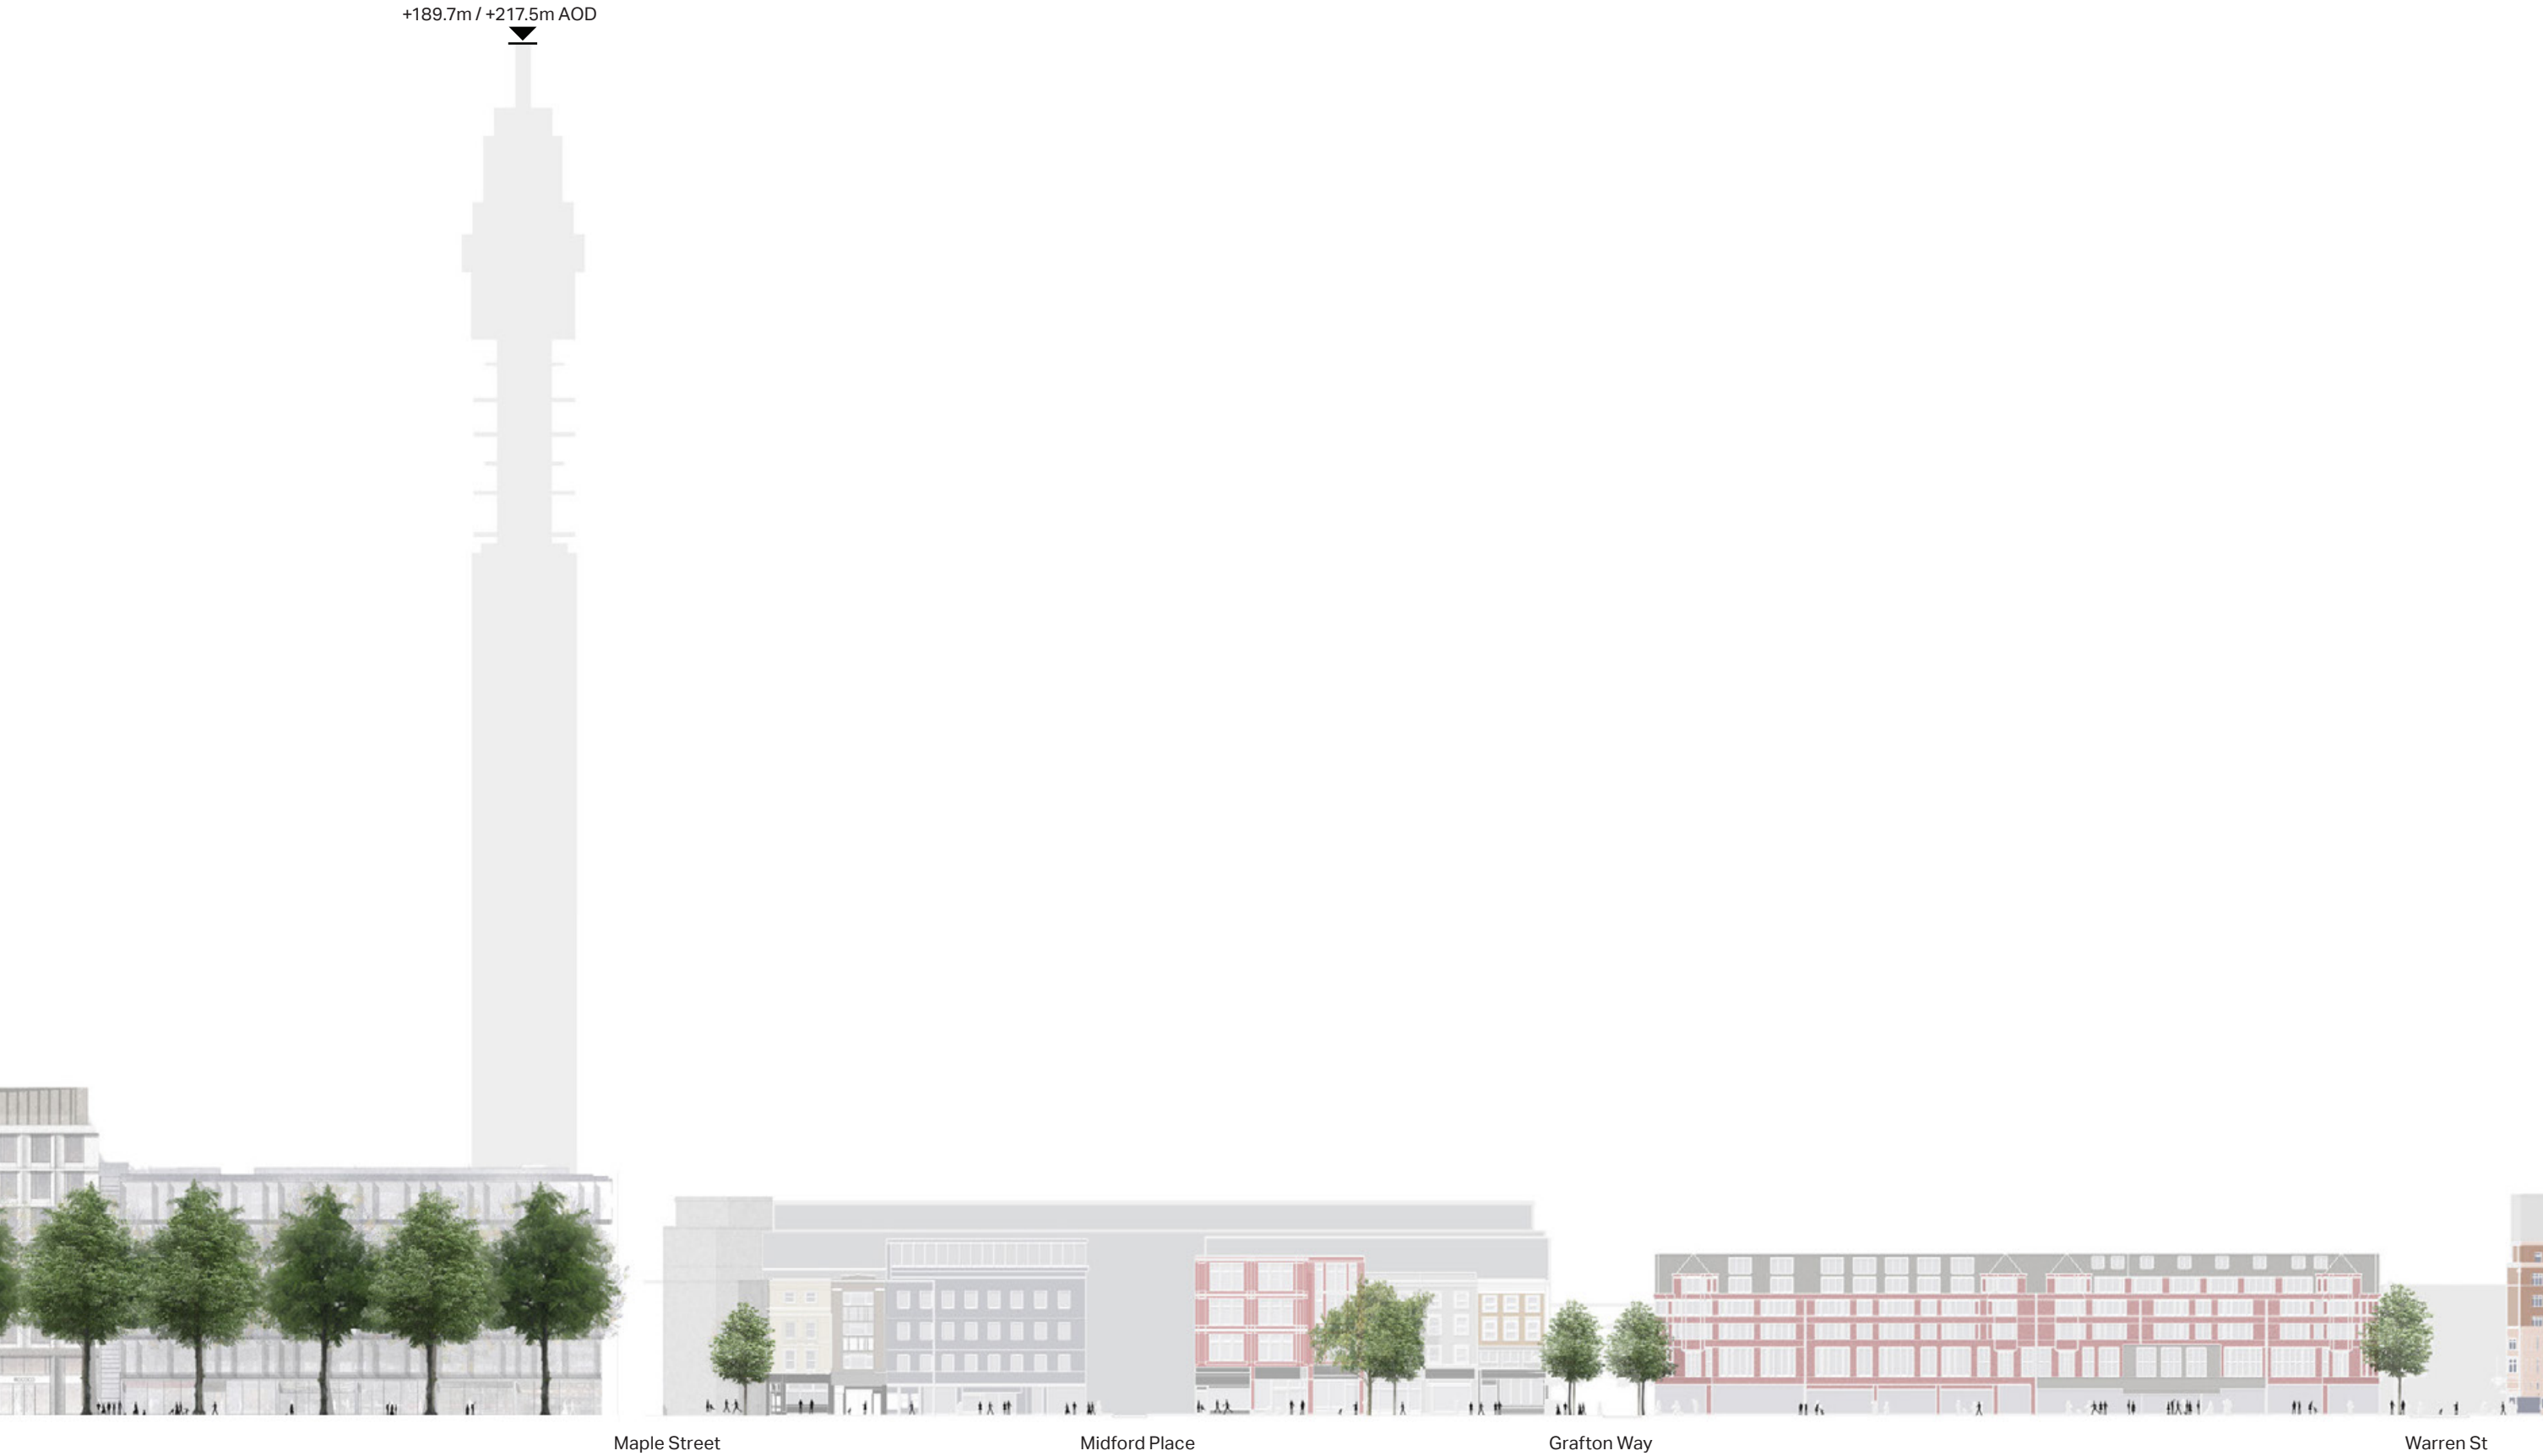 +189.7m / +217.5m AOD
Maple Street
Midford Place
Grafton Way
Warren St